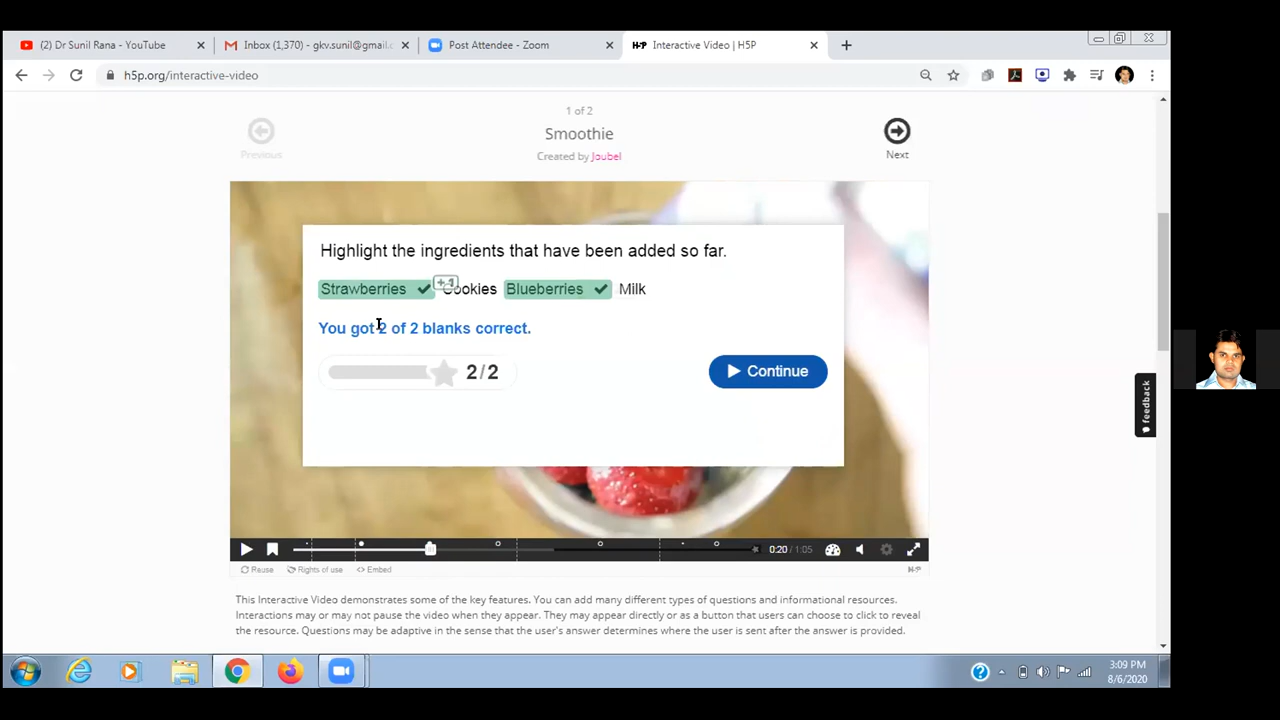 (2) Dr Sunil Rana - YouTube
Inbox (1,370) - gkv.sunil@gmail.c
Post Attendee - Zoom
H-P Interactive Video | H5P
h5p.org/interactive-video
1 of 2
Previous
Smoothie
Next
Created by Joubel
Highlight the ingredients that have been added so far.
Strawberries +1 Cookies Blueberries Milk
You got 2 of 2 blanks correct.
2/2
Continue
0:20 / 1:05
Pause Rights of use <> Embed
H-P
This Interactive Video demonstrates some of the key features. You can add many different types of questions and informational resources.
Interactions may or may not pause the video when they appear. They may appear directly or as a button that users can choose to click to reveal
the resource. Questions may be adaptive in the sense that the user's answer determines where the user is sent after the answer is provided.
feedback
3:09 PM
8/6/2020